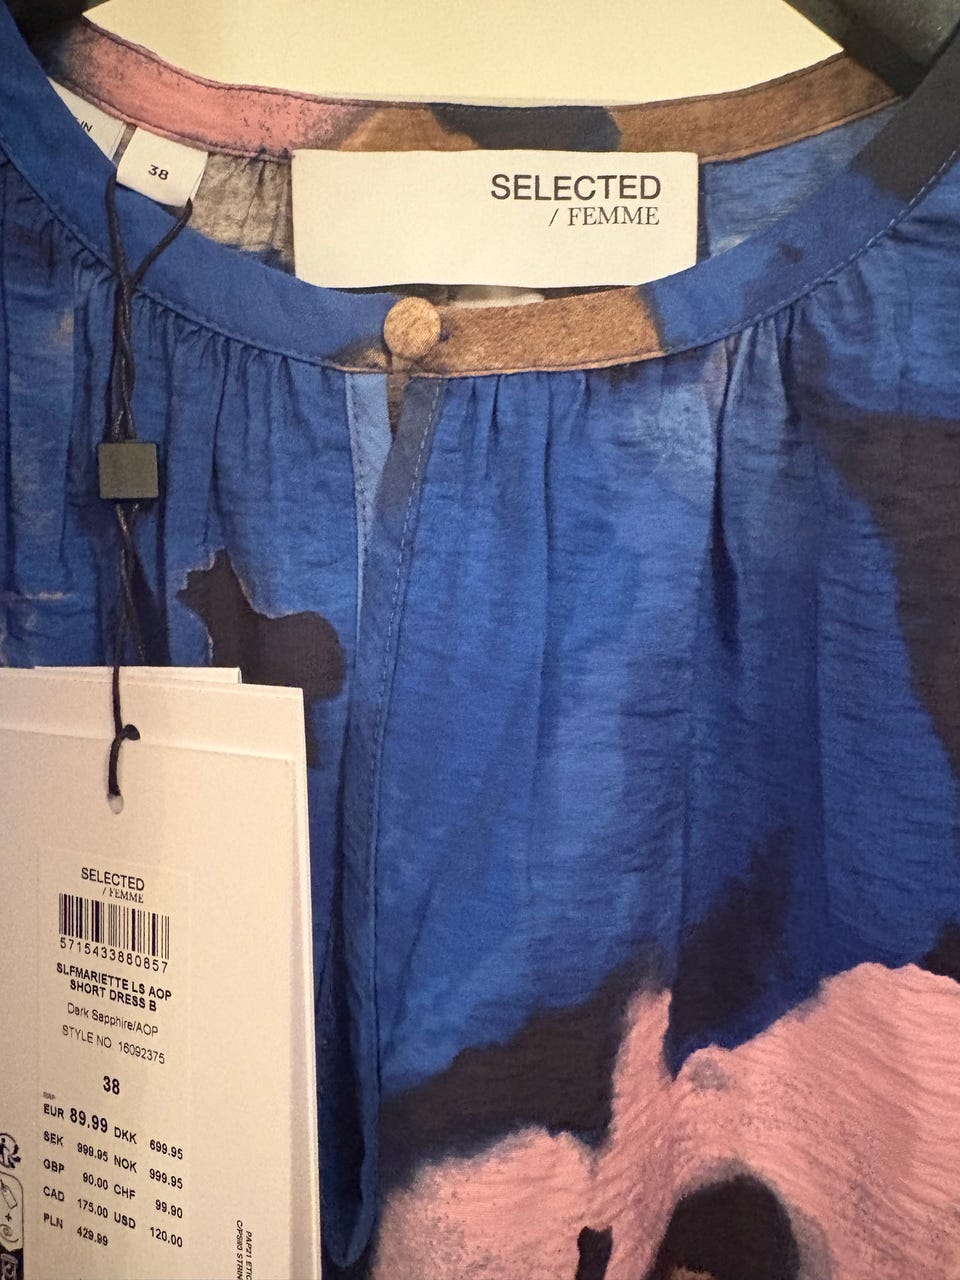 38
SELECTED
/ FEMME
SELECTED
/ FEMME
5715433880857
SLFMARIETTE LS AOP
SHORT DRESS B
Dark Sapphire/AOP
STYLE NO. 16092375
38
RRP
EUR 89,99 DKK 699.95
SEK 999.95 NOK 999.95
GBP 90.00 CHF 99.90
CAD 175.00 USD 120.00
PLN 429.99